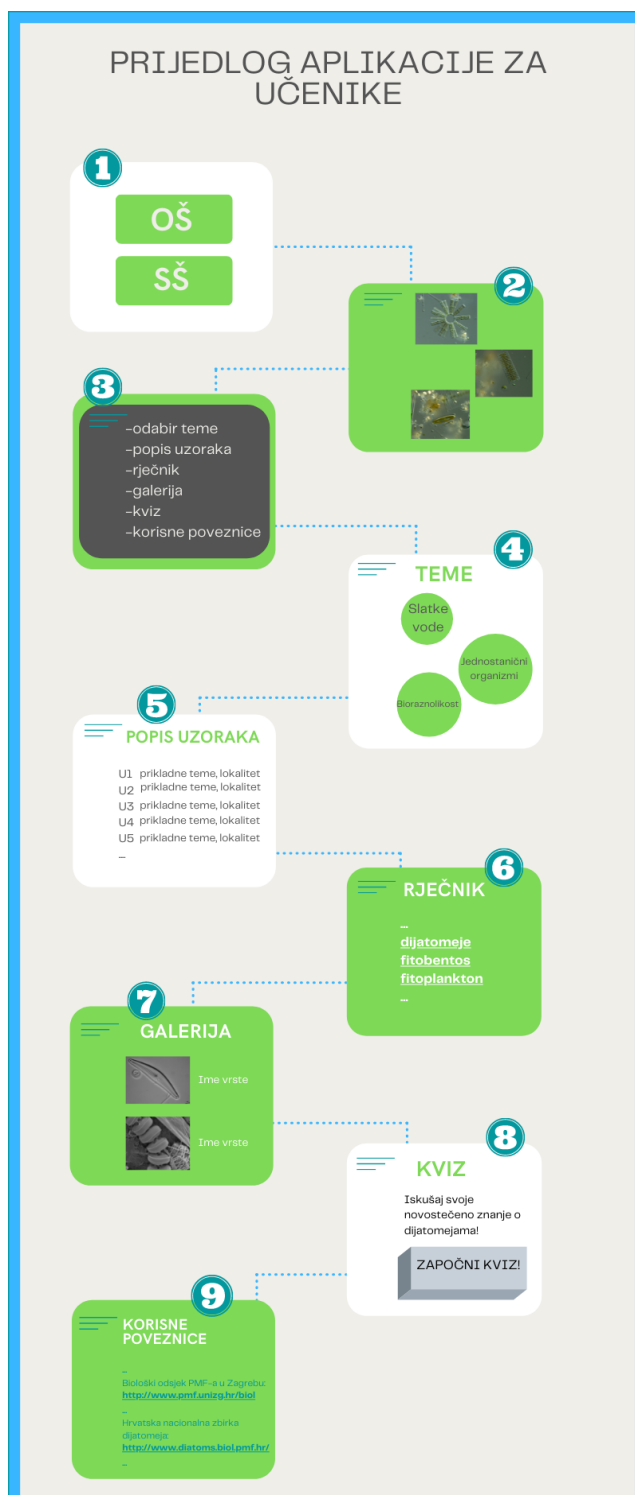 PRIJEDLOG APLIKACIJE ZA
UČENIKE
1
OŠ
SŠ
2
3
-odabir teme
-popis uzoraka
-rječnik
-galerija
-kviz
-korisne poveznice
4
TEME
Slatke
vode
Jednostanični
organizmi
Bioraznolikost
5
POPIS UZORAKA
U1 prikladne teme, lokalitet
U2 prikladne teme, lokalitet
U3 prikladne teme, lokalitet
U4 prikladne teme, lokalitet
U5 prikladne teme, lokalitet
...
6
RJEČNIK
...
dijatomeje
fitobentos
fitoplankton
...
7
GALERIJA
Ime vrste
Ime vrste
8
KVIZ
Iskušaj svoje
novostečeno znanje o
dijatomejama!
ZAPOČNI KVIZ!
9
KORISNE
POVEZNICE
...
Biološki odsjek PMF-a u Zagrebu:
http://www.pmf.unizg.hr/biol
...
Hrvatska nacionalna zbirka
dijatomeja:
http://www.diatoms.biol.pmf.hr/
...